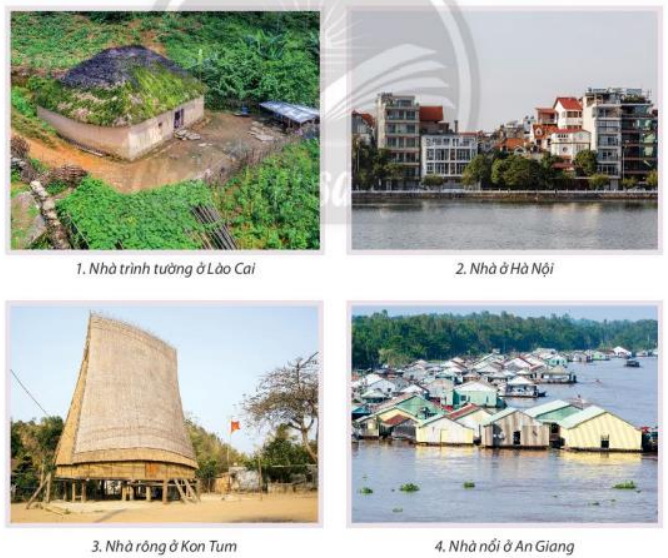 1. Nhà trình tường ở Lào Cai
2. Nhà ở Hà Nội
3. Nhà rông ở Kon Tum
4. Nhà nổi ở An Giang